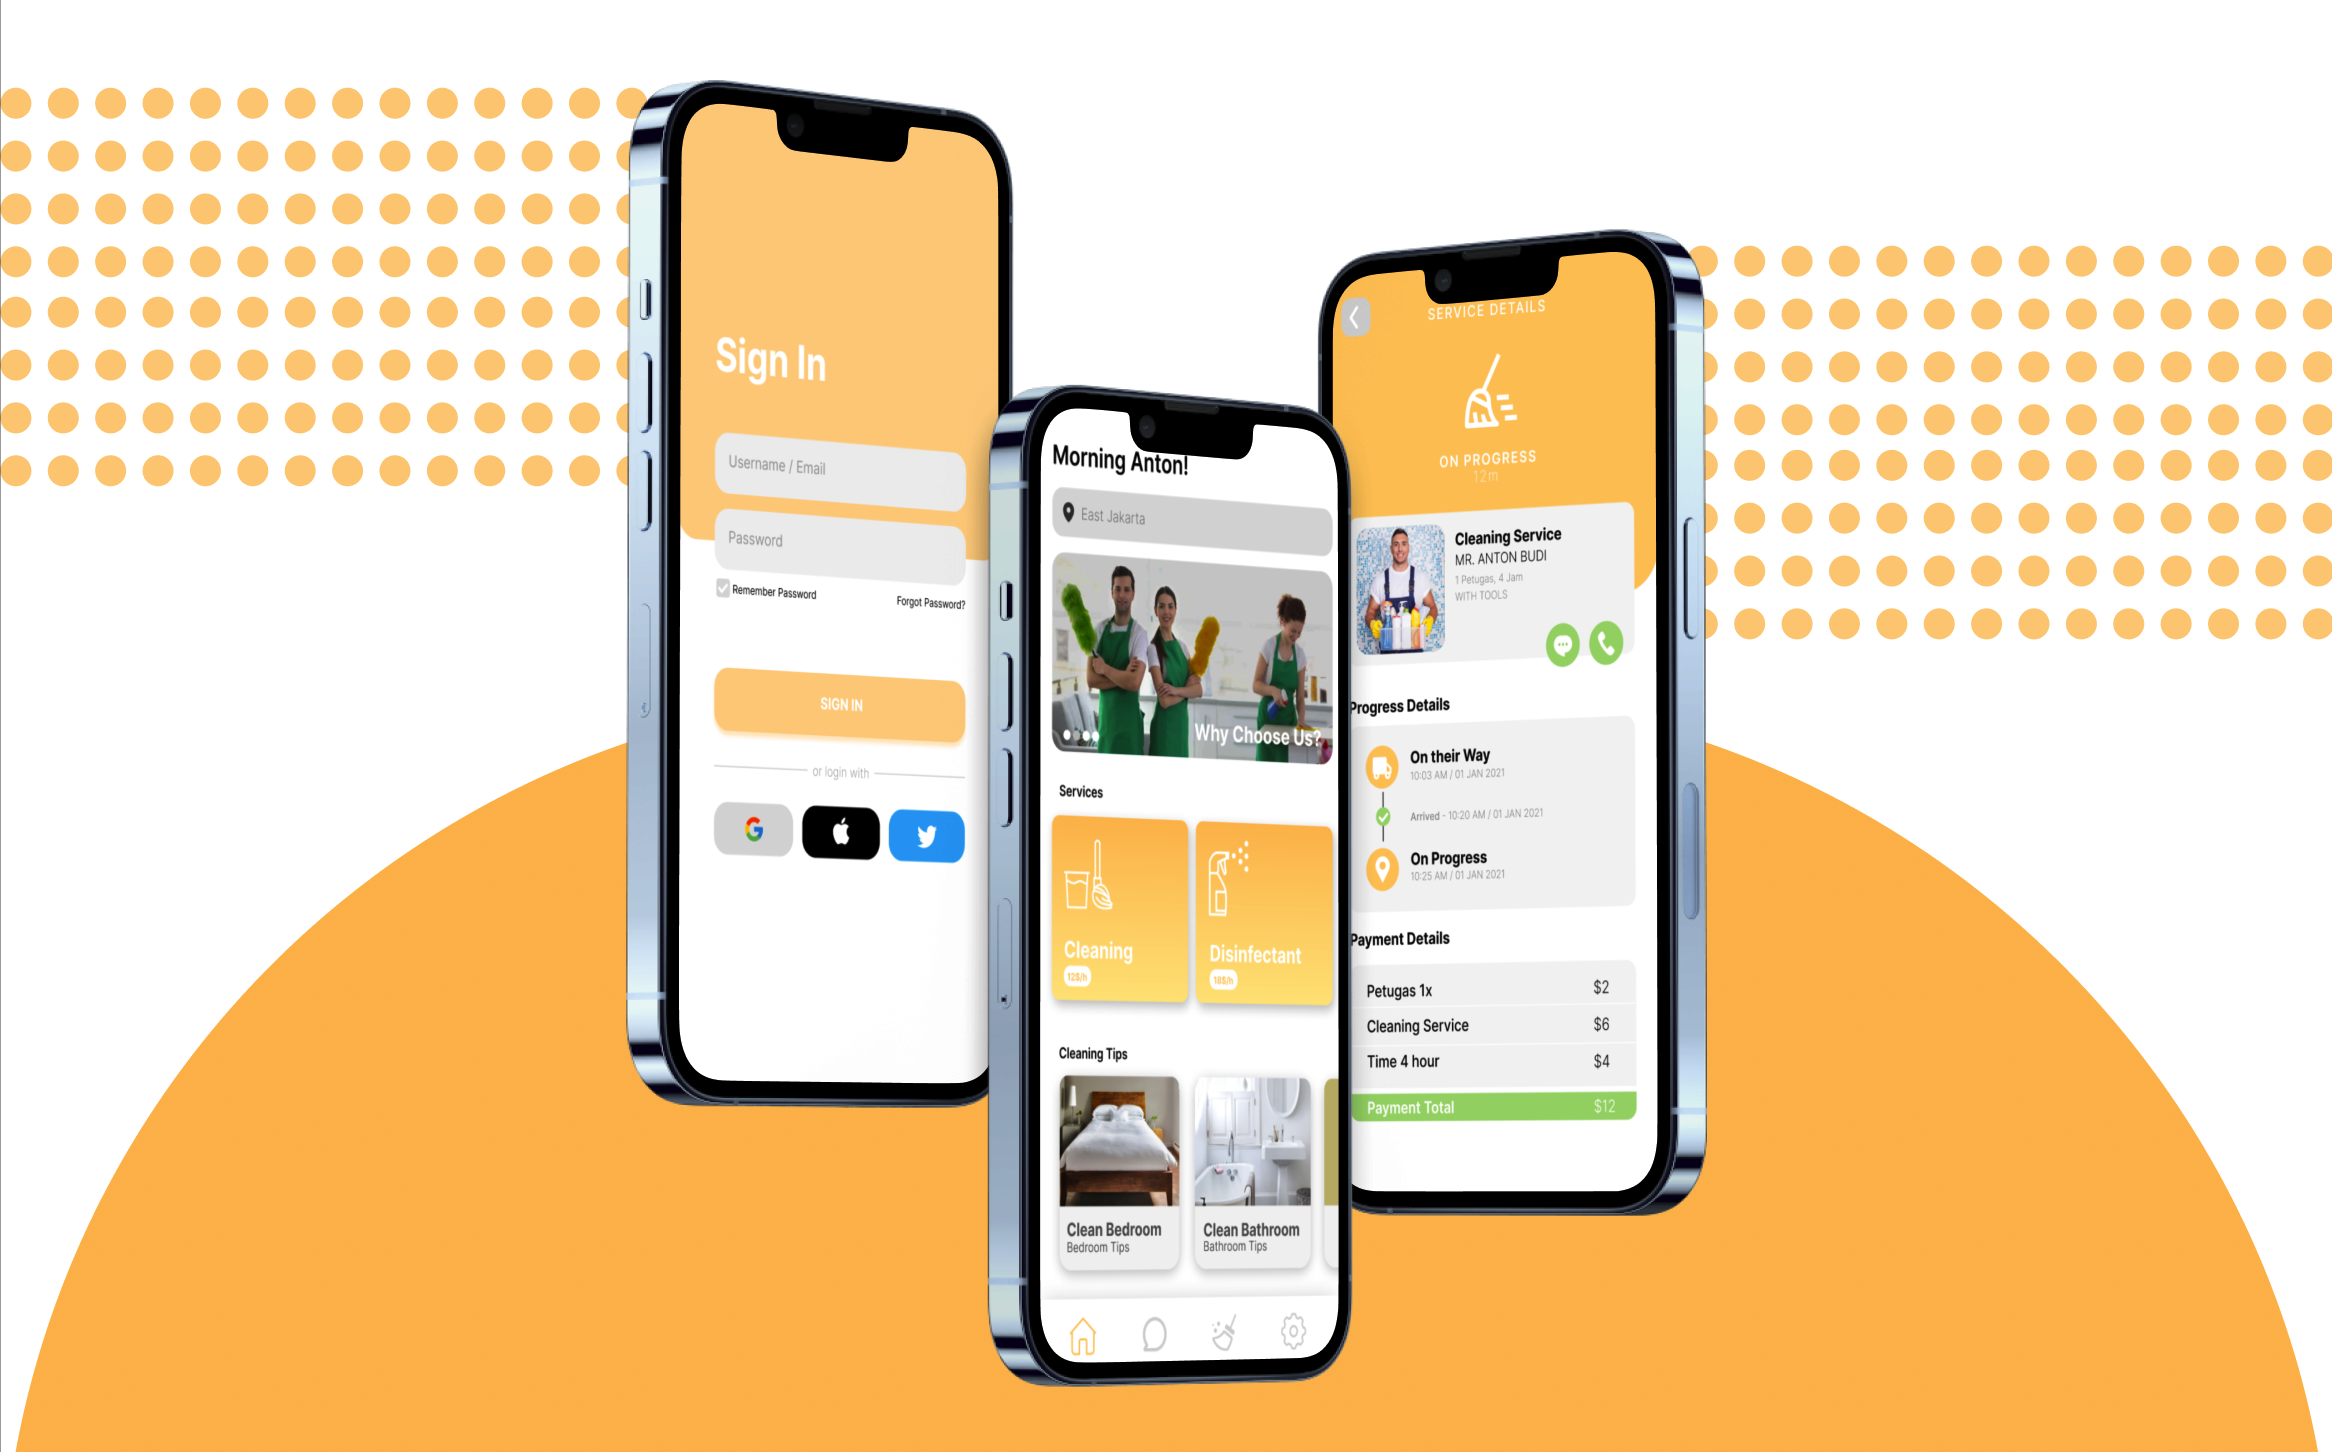 Sign In
Username / Email
Password
Remember Password
Forgot Password?
SIGN IN
or login with
Morning Anton!
East Jakarta
Why Choose Us?
Services
Cleaning
12$/h
Disinfectant
18$/h
Cleaning Tips
Clean Bedroom
Bedroom Tips
Clean Bathroom
Bathroom Tips
SERVICE DETAILS
ON PROGRESS
12m
Cleaning Service
MR. ANTON BUDI
1 Petugas, 4 Jam
WITH TOOLS
Progress Details
On their Way
10:03 AM / 01 JAN 2021
Arrived - 10:20 AM / 01 JAN 2021
On Progress
10:25 AM / 01 JAN 2021
Payment Details
Petugas 1x $2
Cleaning Service $6
Time 4 hour $4
Payment Total $12